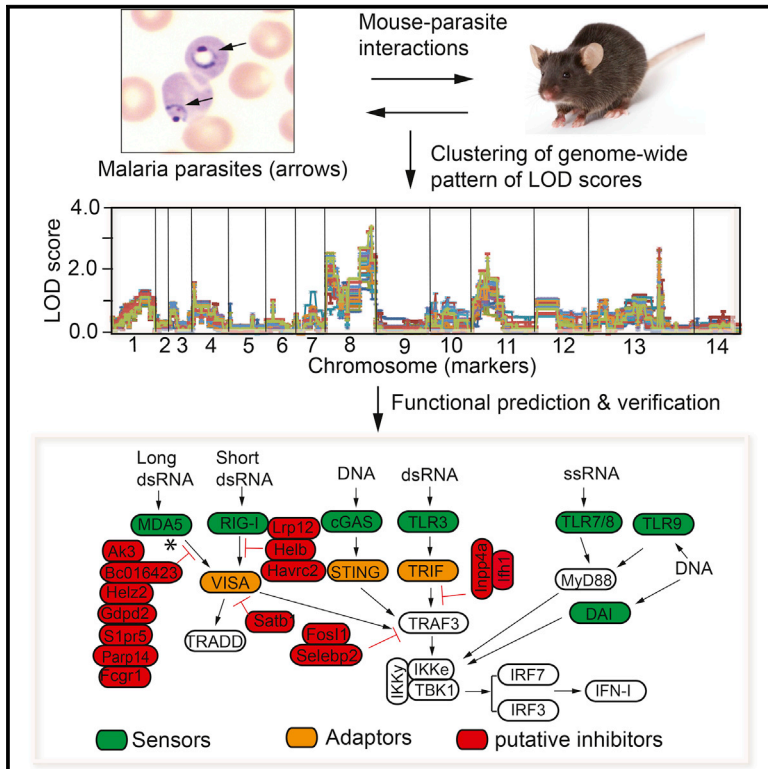 Mouse-parasite
interactions
Malaria parasites (arrows)
Clustering of genome-wide
pattern of LOD scores
4.0
2.0
0.0
LOD score
1 2 3 4 5 6 7 8 9 10 11 12 13 14
Chromosome (markers)
Functional prediction & verification
Long
dsRNA
Short
dsRNA
DNA
dsRNA
ssRNA
MDA5
RIG-I
cGAS
TLR3
TLR7/8
TLR9
Lrp12
Helb
Havrc2
*
Ak3
Bc016423
Helz2
Gdpd2
S1pr5
Parp14
Fcgr1
VISA
STING
TRIF
Inpp4a
Ifh1
MyD88
DNA
DAI
TRADD
Satb1
Fosl1
Selebp2
TRAF3
IKKy
IKKe
TBK1
IRF7
IRF3
IFN-I
Sensors
Adaptors
putative inhibitors